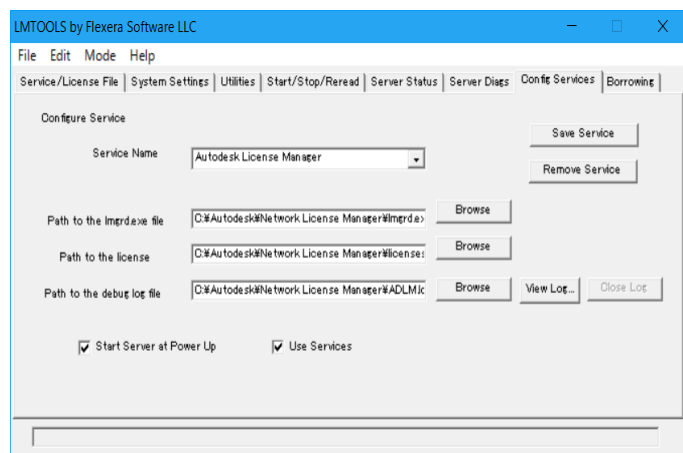 LMTOOLS by Flexera Software LLC
File Edit Mode Help
Service/License File System Settings Utilities Start/Stop/Reread Server Status Server Diags Config Services Borrowing
Configure Service
Save Service
Service Name Autodesk License Manager
Remove Service
Path to the lmgrd.exe file C:¥Autodesk¥Network License Manager¥lmgrd.ex Browse
Path to the license C:¥Autodesk¥Network License Manager¥licenses Browse
Path to the debug log file C:¥Autodesk¥Network License Manager¥ADLM.lc Browse View Log... Close Log
Start Server at Power Up Use Services